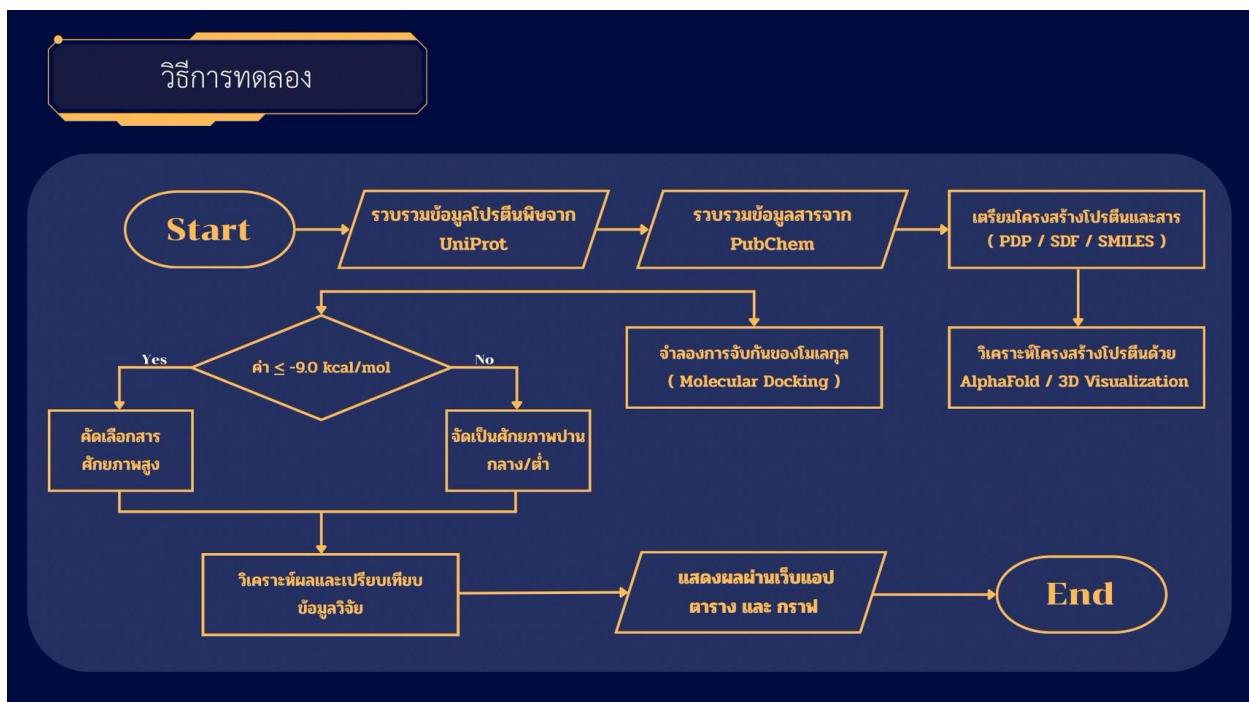 วิธีการทดลอง
Start
รวบรวมข้อมูลโปรตีนพิษจาก
UniProt
รวบรวมข้อมูลสารจาก
PubChem
เตรียมโครงสร้างโปรตีนและสาร
( PDP / SDF / SMILES )
วิเคราะห์โครงสร้างโปรตีนด้วย
AlphaFold / 3D Visualization
จำลองการจับกันของโมเลกุล
( Molecular Docking )
ค่า ≤ -9.0 kcal/mol
Yes
No
คัดเลือกสาร
ศักยภาพสูง
จัดเป็นศักยภาพปาน
กลาง/ต่ำ
วิเคราะห์ผลและเปรียบเทียบ
ข้อมูลวิจัย
แสดงผลผ่านเว็บแอป
ตาราง และ กราฟ
End